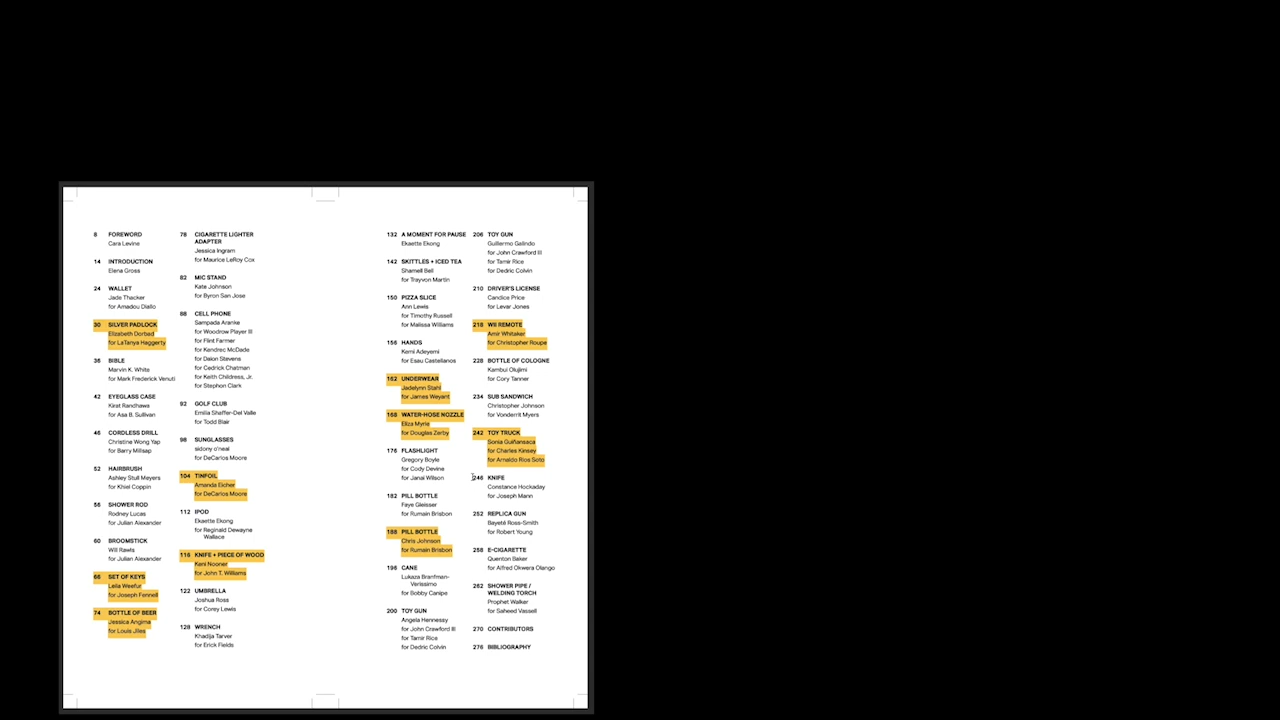 8 FOREWORD
Cara Levine
14 INTRODUCTION
Elena Gross
24 WALLET
Jade Thacker
for Amadou Diallo
30 SILVER PADLOCK
Elizabeth Dorbad
for LaTanya Haggerty
36 BIBLE
Marvin K. White
for Mark Frederick Venuti
42 EYEGLASS CASE
Kiret Randhawa
for Asa B. Sullivan
46 CORDLESS DRILL
Christine Wong Yap
for Barry Millsap
52 HAIRBRUSH
Ashley Stull Meyers
for Khiel Coppin
56 SHOWER ROD
Rodney Lucas
for Julian Alexander
60 BROOMSTICK
Will Rawls
for Julian Alexander
66 SET OF KEYS
Leila Weefur
for Joseph Fennell
74 BOTTLE OF BEER
Jessica Angima
for Louis Jiles
78 CIGARETTE LIGHTER
ADAPTER
Jessica Ingram
for Maurice LeRoy Cox
82 MIC STAND
Kate Johnson
for Byron San Jose
88 CELL PHONE
Sampada Aranke
for Woodrow Player III
for Flint Farmer
for Kendrec McDade
for Daion Stevens
for Cedrick Chatman
for Keith Childress, Jr.
for Stephon Clark
92 GOLF CLUB
Emilia Shaffer-Del Valle
for Todd Blair
98 SUNGLASSES
sidony o'neal
for DeCarlos Moore
104 TINFOIL
Amanda Eicher
for DeCarlos Moore
112 IPOD
Ekaette Ekong
for Reginald Dewayne
Wallace
116 KNIFE + PIECE OF WOOD
Kani Nooner
for John T. Williams
122 UMBRELLA
Joshua Ross
for Corey Lewis
128 WRENCH
Khadija Tarver
for Erick Fields
132 A MOMENT FOR PAUSE
Ekaette Ekong
142 SKITTLES + ICED TEA
Shamell Bell
for Trayvon Martin
150 PIZZA SLICE
Ann Lewis
for Timothy Russell
for Malissa Williams
156 HANDS
Kemi Adeyemi
for Esau Castellanos
162 UNDERWEAR
Jadelynn Stahl
for James Weyant
168 WATER-HOSE NOZZLE
Eliza Myrie
for Douglas Zerby
176 FLASHLIGHT
Gregory Boyle
for Cody Devine
for Janai Wilson
182 PILL BOTTLE
Faye Gleisser
for Rumain Brisbon
188 PILL BOTTLE
Chris Johnson
for Rumain Brisbon
196 CANE
Lukaza Branfman-
Verissimo
for Bobby Canipe
200 TOY GUN
Angela Hennessy
for John Crawford III
for Tamir Rice
for Dedric Colvin
206 TOY GUN
Guillermo Galindo
for John Crawford III
for Tamir Rice
for Dedric Colvin
210 DRIVER'S LICENSE
Candice Price
for Levar Jones
218 WII REMOTE
Amir Whitaker
for Christopher Roupe
228 BOTTLE OF COLOGNE
Kambui Olujimi
for Cory Tanner
234 SUB SANDWICH
Christopher Johnson
for Vonderrit Myers
242 TOY TRUCK
Sonia Guiñansaca
for Charles Kinsey
for Arnaldo Rios Soto
246 KNIFE
Constance Hockaday
for Joseph Mann
252 REPLICA GUN
Bayeté Ross-Smith
for Robert Young
258 E-CIGARETTE
Quenton Baker
for Alfred Okwera Olango
262 SHOWER PIPE /
WELDING TORCH
Prophet Walker
for Saheed Vassell
270 CONTRIBUTORS
276 BIBLIOGRAPHY